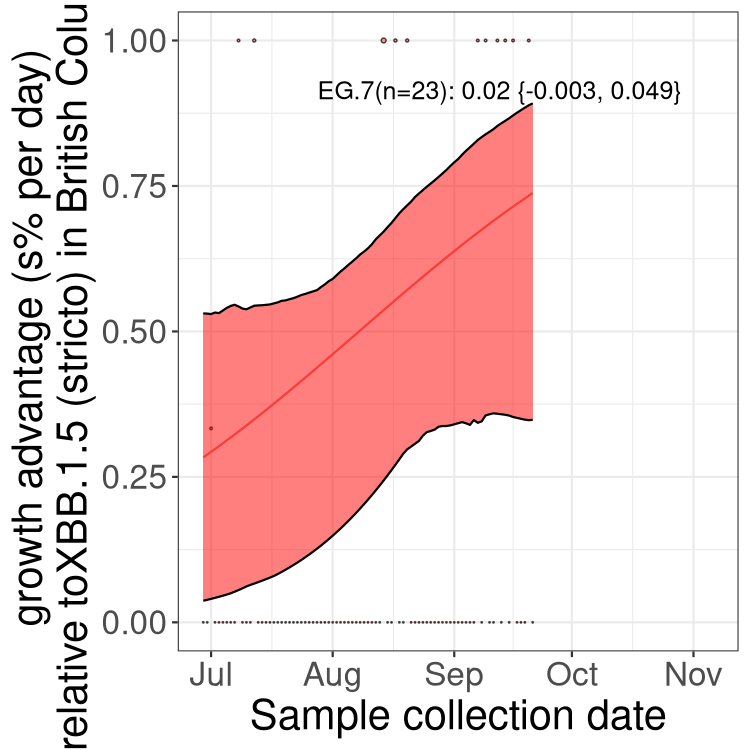 growth advantage (s% per day)
relative toXBB.1.5 (stricto) in British Colu
1.00
0.75
0.50
0.25
0.00
EG.7(n=23): 0.02 {-0.003, 0.049}
Jul Aug Sep Oct Nov
Sample collection date